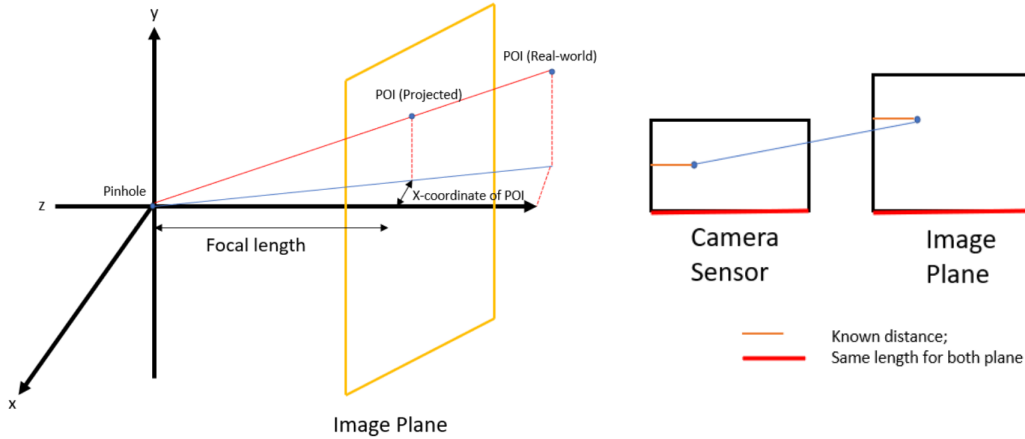 y
POI (Real-world)
POI (Projected)
Pinhole
X-coordinate of POI
z
Focal length
x
Image Plane
Camera
Sensor
Image
Plane
Known distance;
Same length for both plane